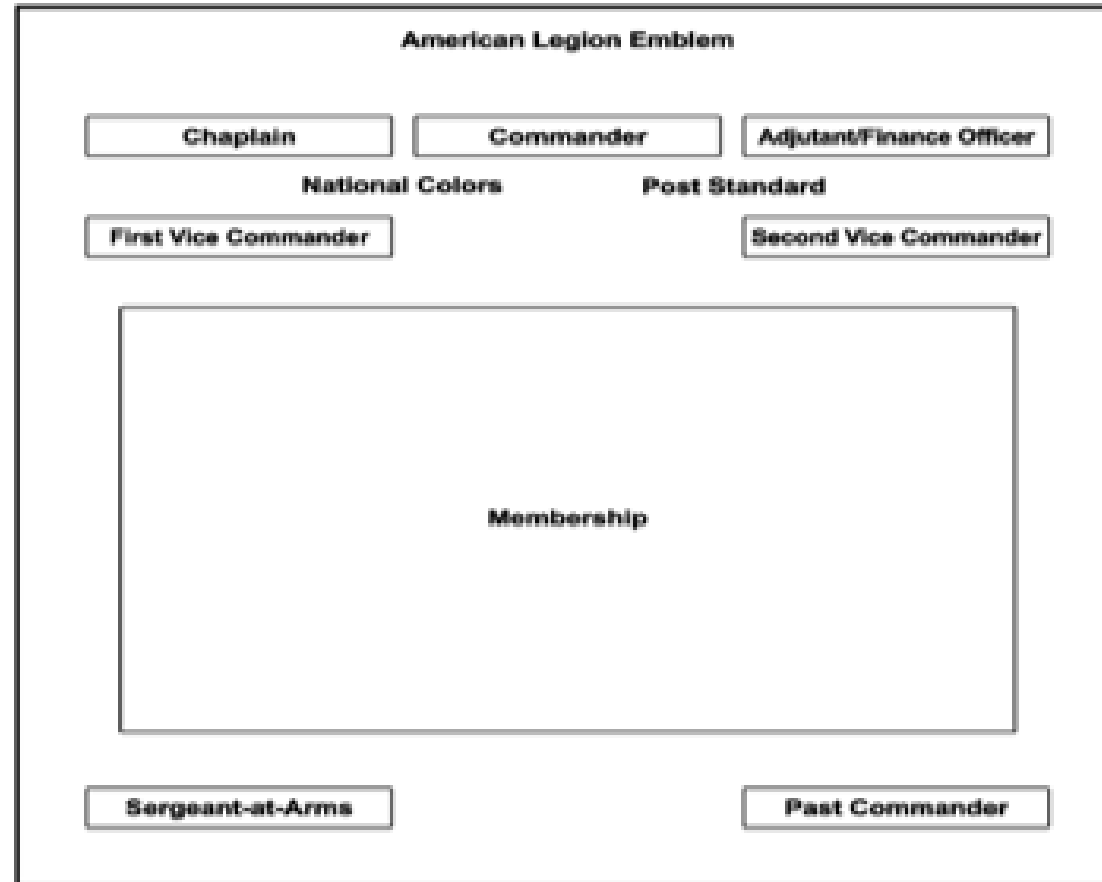 American Legion Emblem
Chaplain Commander Adjutant/Finance Officer
National Colors Post Standard
First Vice Commander Second Vice Commander
Membership
Sergeant-at-Arms Past Commander